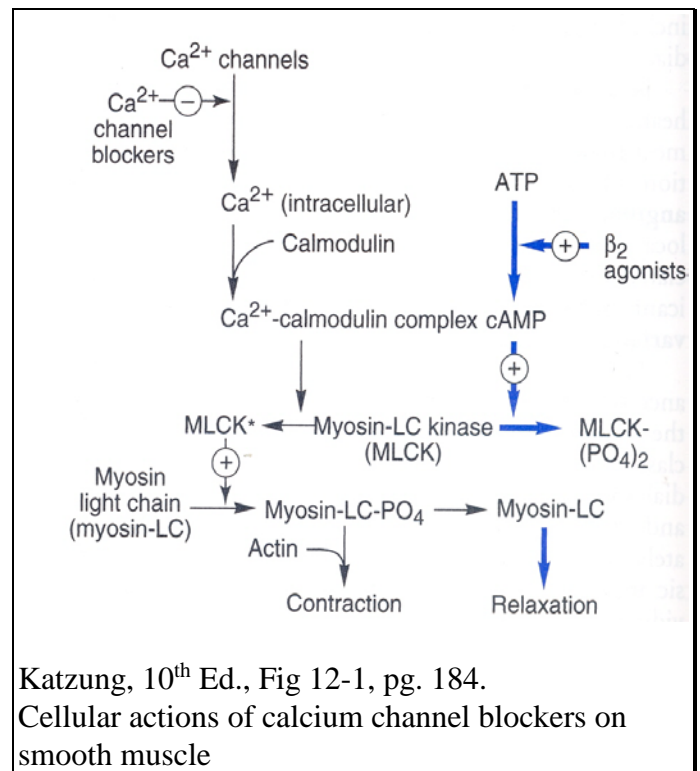 Ca²⁺ channels
Ca²⁺ −
channel
blockers
ATP
Ca²⁺ (intracellular)
+ β₂
agonists
Calmodulin
Ca²⁺-calmodulin complex cAMP
+
MLCK* Myosin-LC kinase MLCK-
(MLCK) (PO₄)₂
+
Myosin
light chain
(myosin-LC)
Myosin-LC-PO₄ Myosin-LC
Actin
Contraction Relaxation
Katzung, 10th Ed., Fig 12-1, pg. 184.
Cellular actions of calcium channel blockers on
smooth muscle